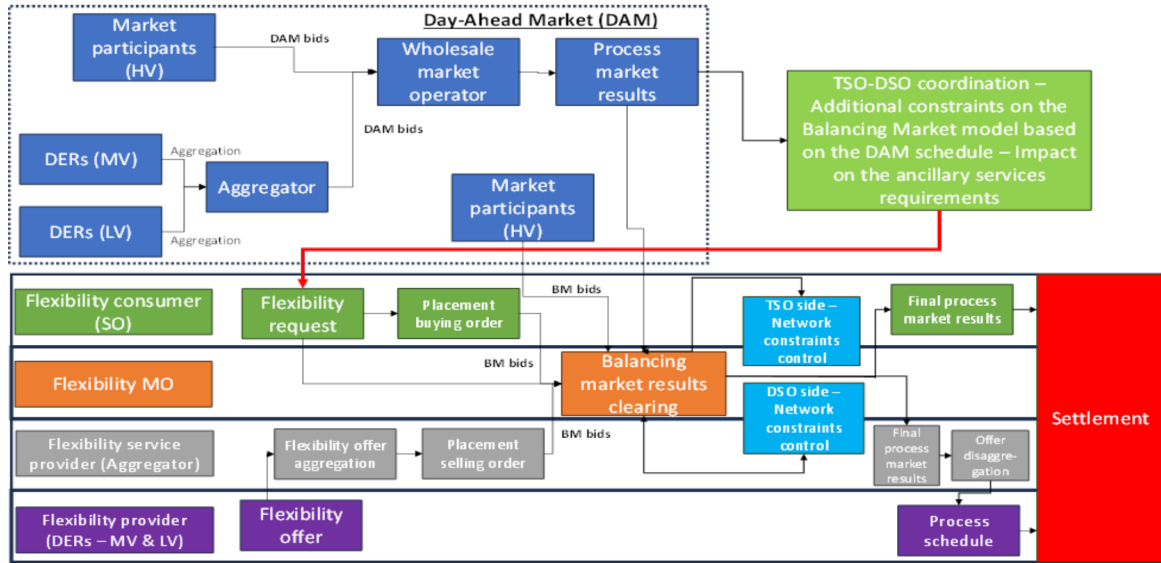 Day-Ahead Market (DAM)
Market
participants
(HV)
DAM bids
Wholesale
market
operator
Process
market
results
TSO-DSO coordination –
Additional constraints on the
Balancing Market model based
on the DAM schedule – Impact
on the ancillary services
requirements
DAM bids
DERs (MV)
Aggregation
Aggregator
DERs (LV)
Aggregation
Market
participants
(HV)
Flexibility consumer
(SO)
Flexibility
request
Placement
buying order
BM bids
TSO side –
Network
constraints
control
Final process
market results
Flexibility MO
BM bids
Balancing
market results
clearing
DSO side –
Network
constraints
control
Settlement
Flexibility service
provider (Aggregator)
Flexibility offer
aggregation
Placement
selling order
BM bids
Final
process
market
results
Offer
disaggre-
gation
Flexibility provider
(DERs – MV & LV)
Flexibility
offer
Process
schedule